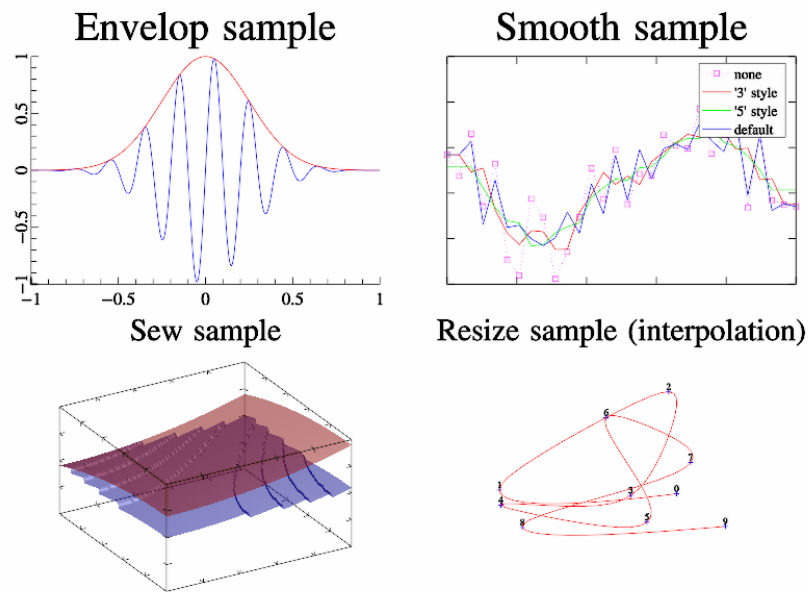 Envelop sample
Smooth sample
1
0.5
0
−0.5
−1
−1
−0.5
0
0.5
1
none
'3' style
'5' style
default
Sew sample
Resize sample (interpolation)
2
6
7
1
3
0
4
5
8
9